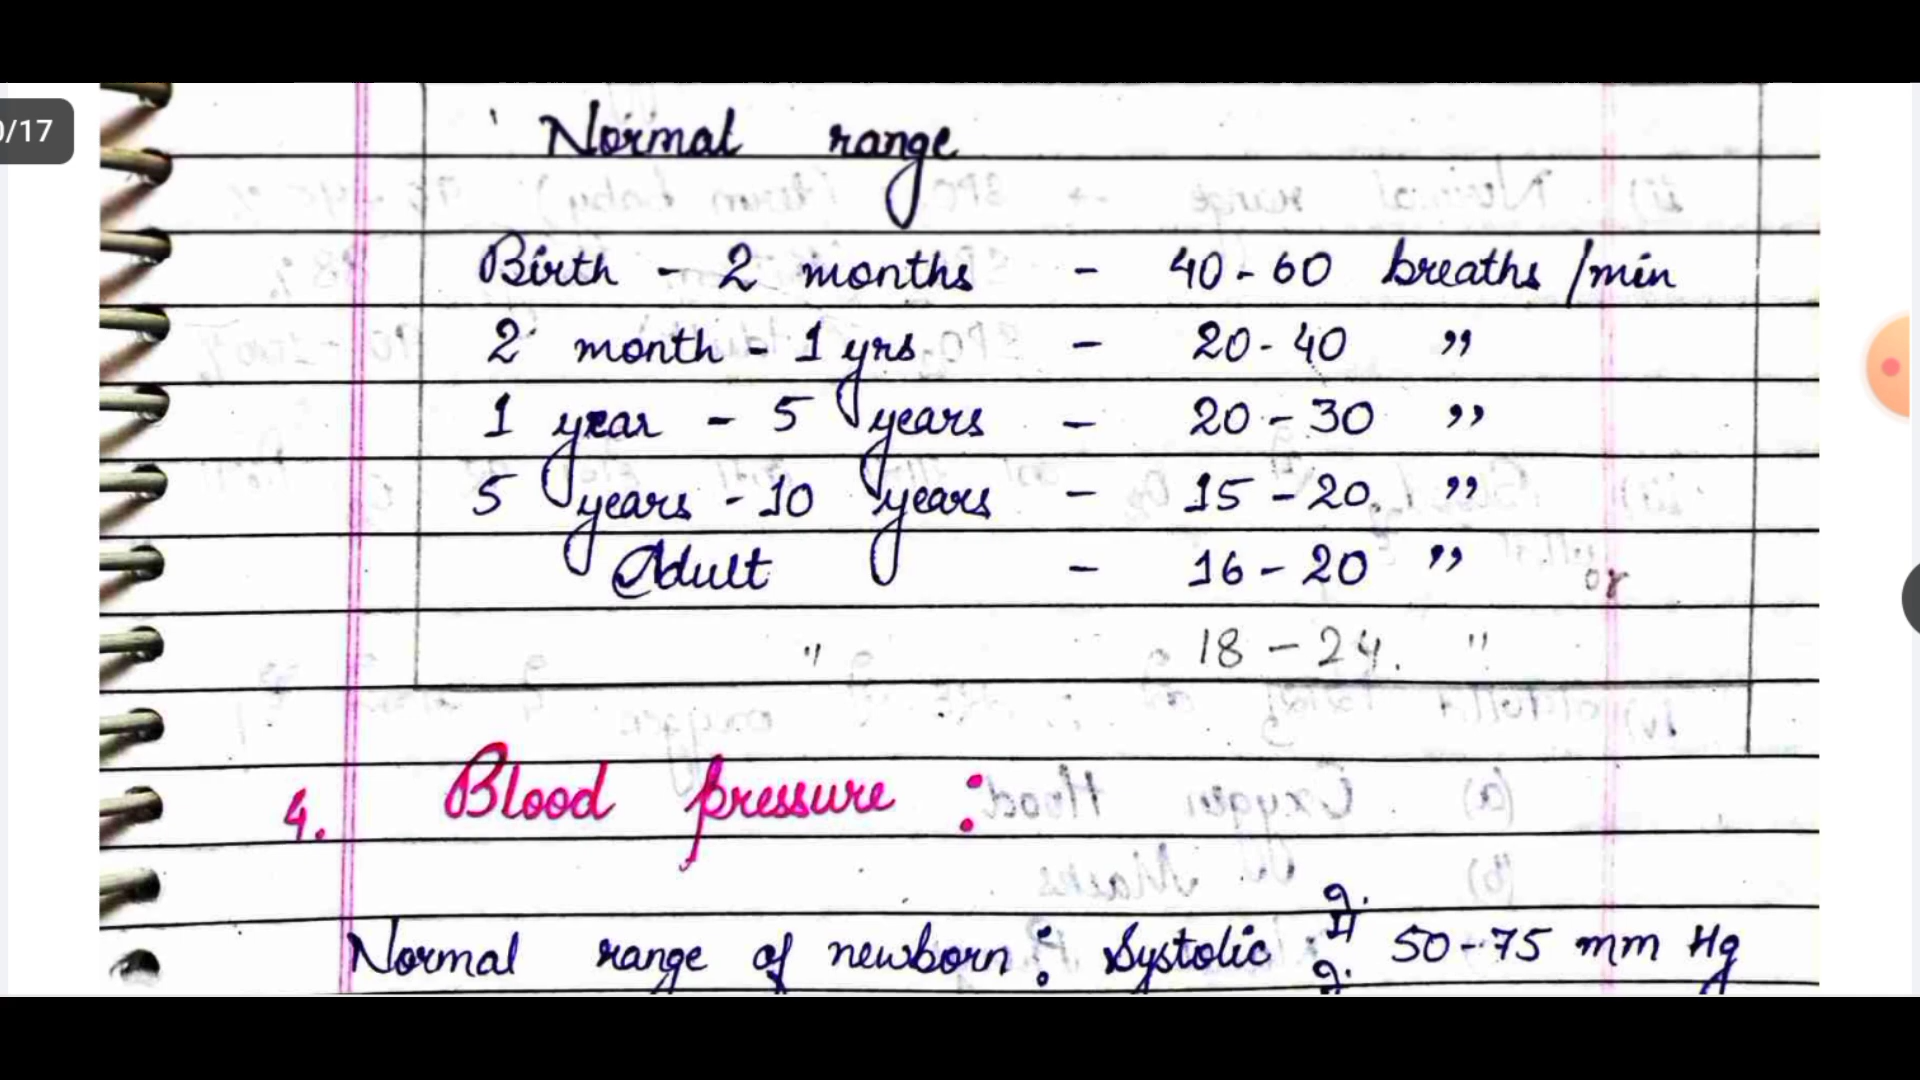 0/17
Normal range
Birth - 2 months - 40-60 breaths /min
2 month - 1 yrs - 20-40 ”
1 year - 5 years - 20-30 ”
5 years - 10 years - 15-20. ”
Adult - 16-20 ” or
" 18-24. "
4. Blood pressure :
Normal range of newborn : Systolic 50-75 mm Hg